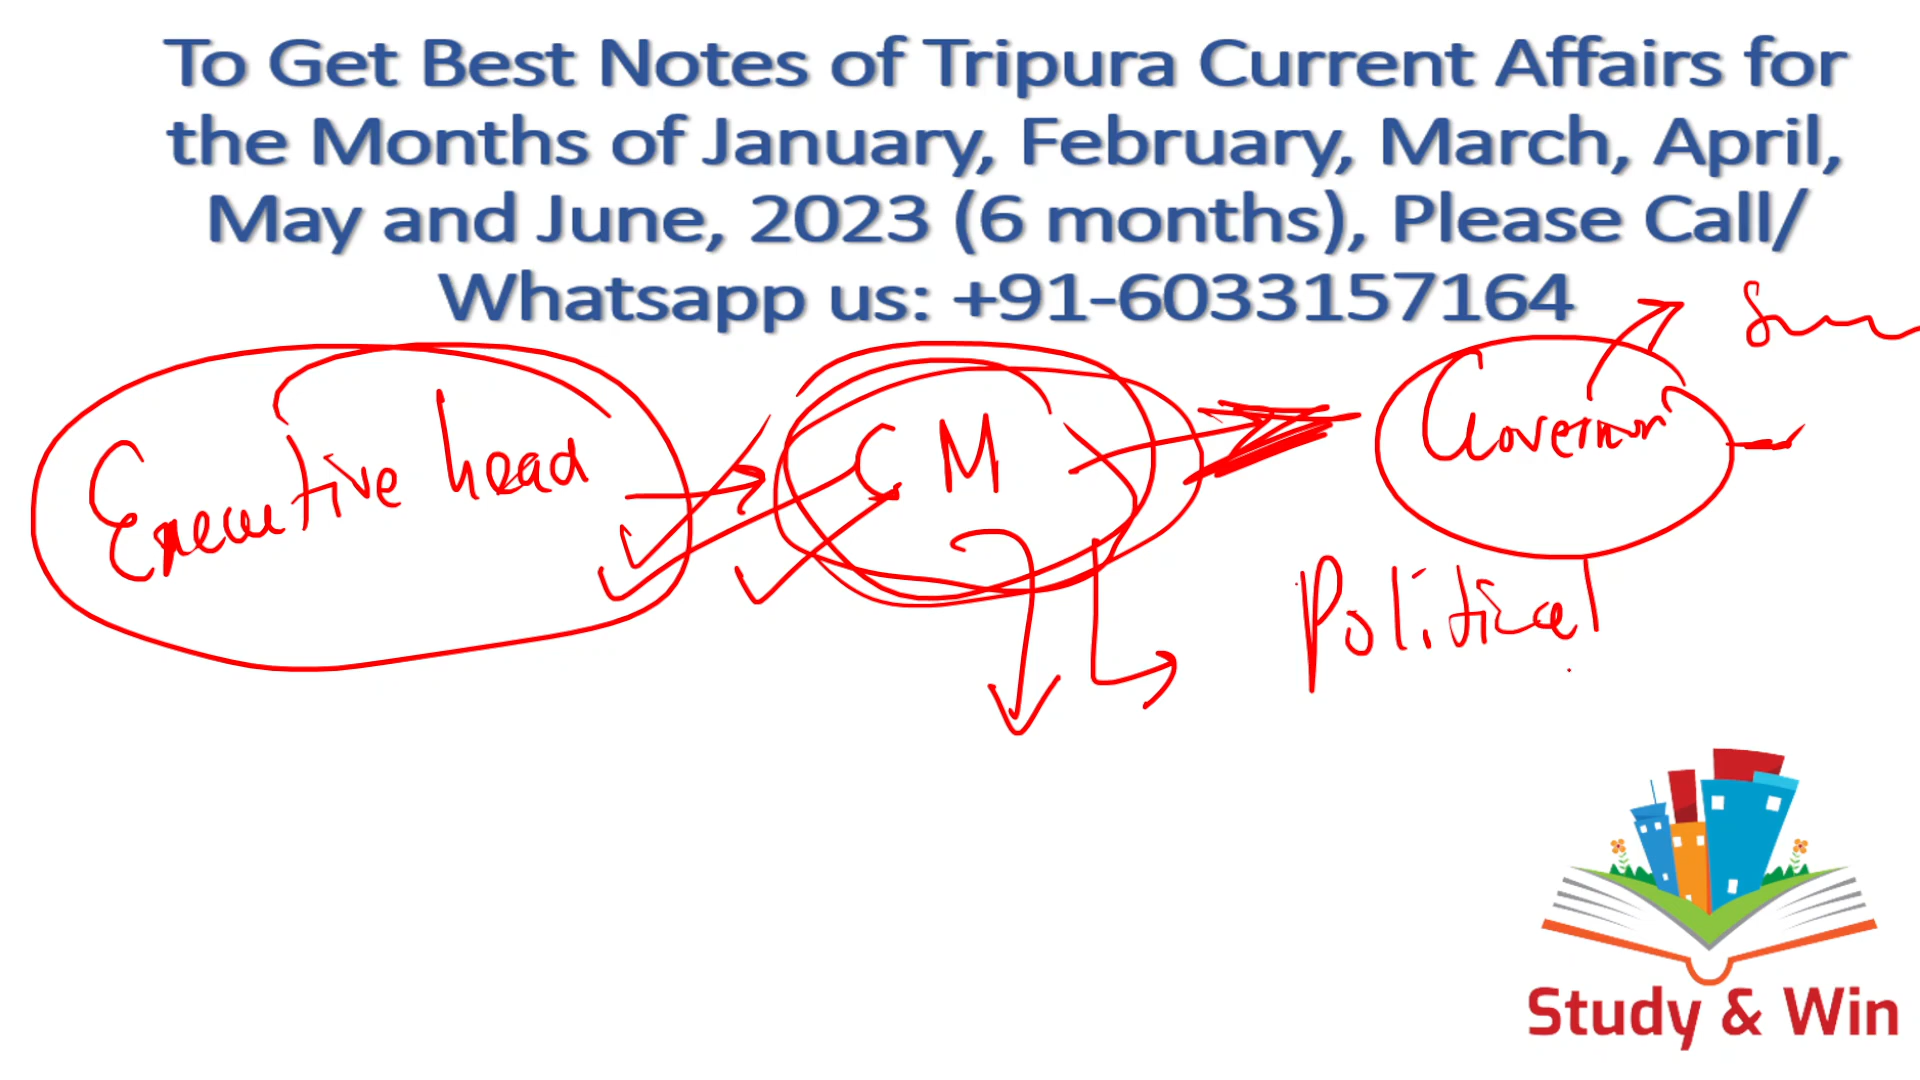 To Get Best Notes of Tripura Current Affairs for
the Months of January, February, March, April,
May and June, 2023 (6 months), Please Call/
Whatsapp us: +91-6033157164
Executive head
CM
Governor
Political
Study & Win